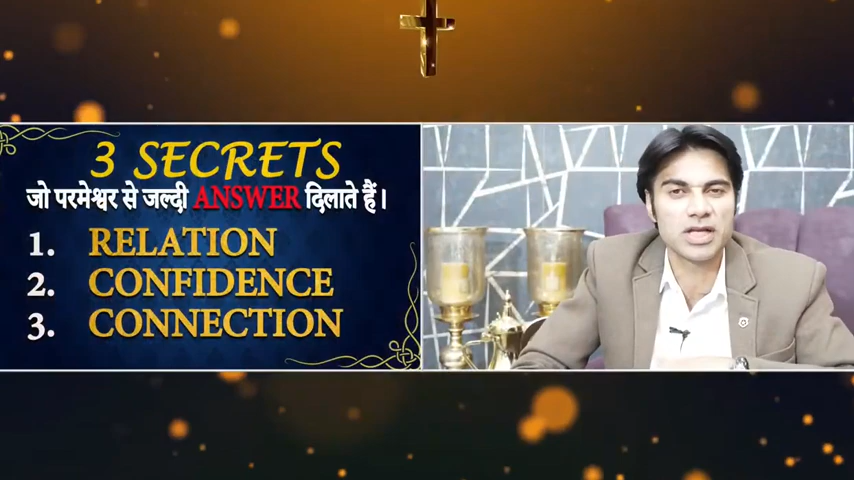 3 SECRETS
जो परमेश्वर से जल्दी ANSWER दिलाते हैं।
1. RELATION
2. CONFIDENCE
3. CONNECTION